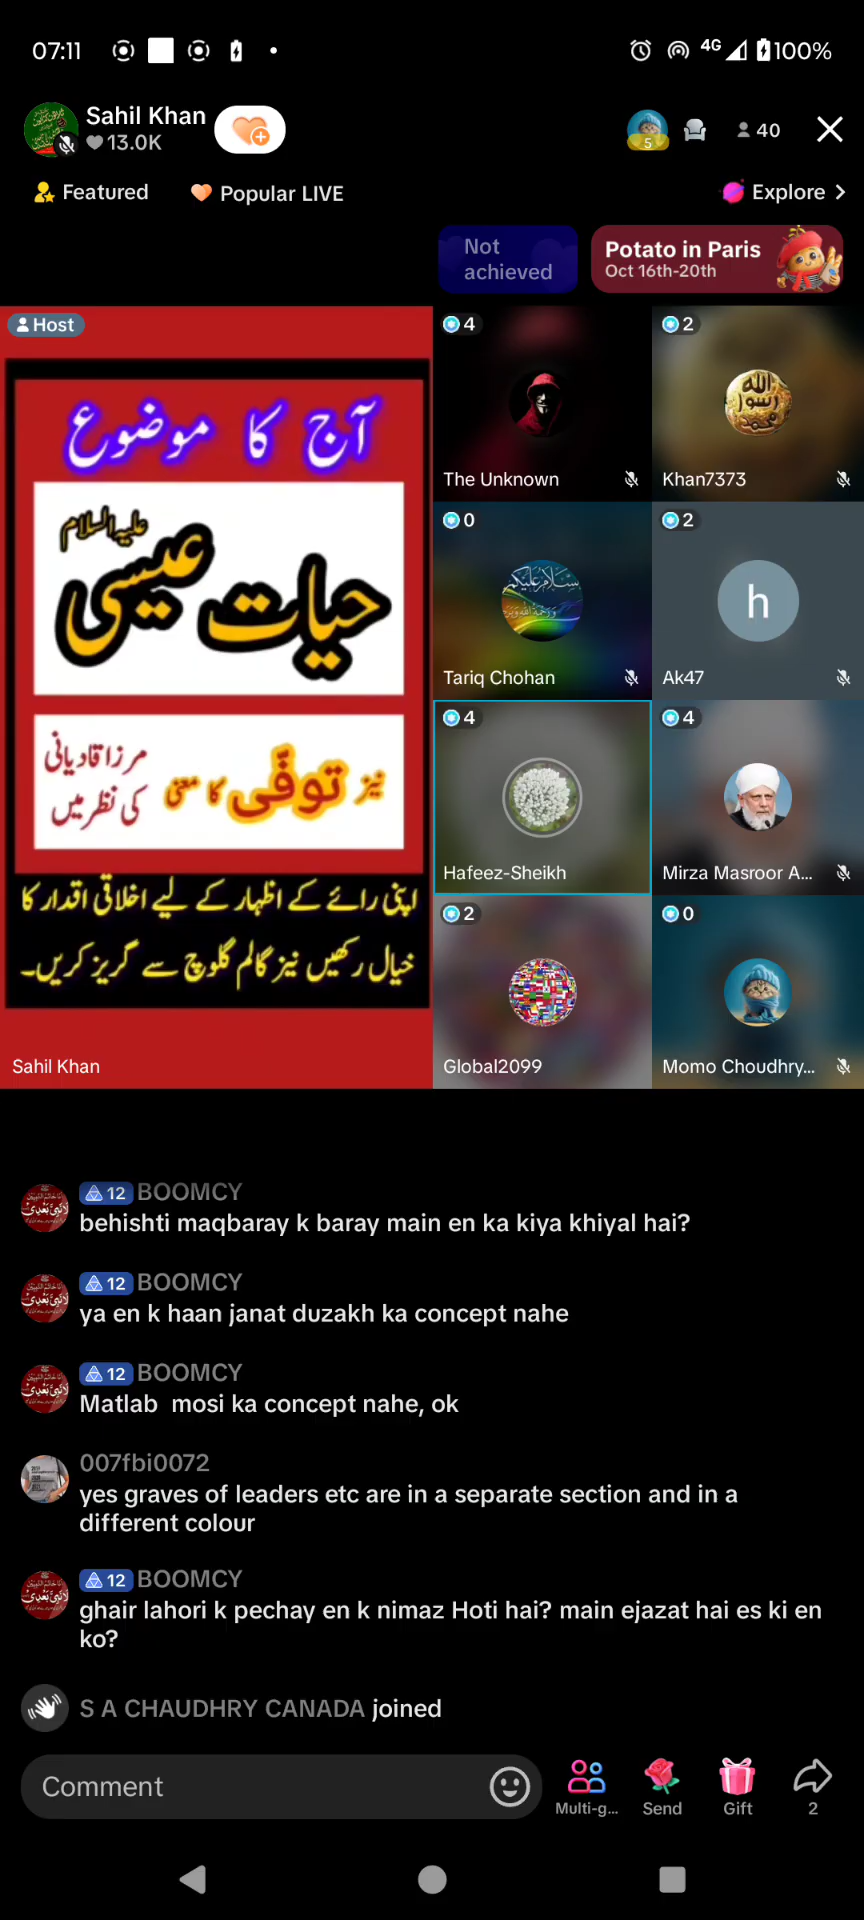 07:11
4G
100%
Sahil Khan
13.0K
5
40
Featured
Popular LIVE
Explore
Not
achieved
Potato in Paris
Oct 16th-20th
Host
آج کا موضوع
حیات عیسی علیہ السلام
نیز توفّی کا معنی
مرزا قادیانی
کی نظر میں
اپنی رائے کے اظہار کے لیے اخلاقی اقدار کا
خیال رکھیں نیز گالم گلوچ سے گریز کریں۔
Sahil Khan
4
The Unknown
2
الله
رسول
محمد
Khan7373
0
Tariq Chohan
2
h
Ak47
4
Hafeez-Sheikh
4
Mirza Masroor A...
2
Global2099
0
Momo Choudhry...
12 BOOMCY
behishti maqbaray k baray main en ka kiya khiyal hai?
12 BOOMCY
ya en k haan janat duzakh ka concept nahe
12 BOOMCY
Matlab mosi ka concept nahe, ok
007fbi0072
yes graves of leaders etc are in a separate section and in a
different colour
12 BOOMCY
ghair lahori k pechay en k nimaz Hoti hai? main ejazat hai es ki en
ko?
S A CHAUDHRY CANADA joined
Comment
Multi-g...
Send
Gift
2